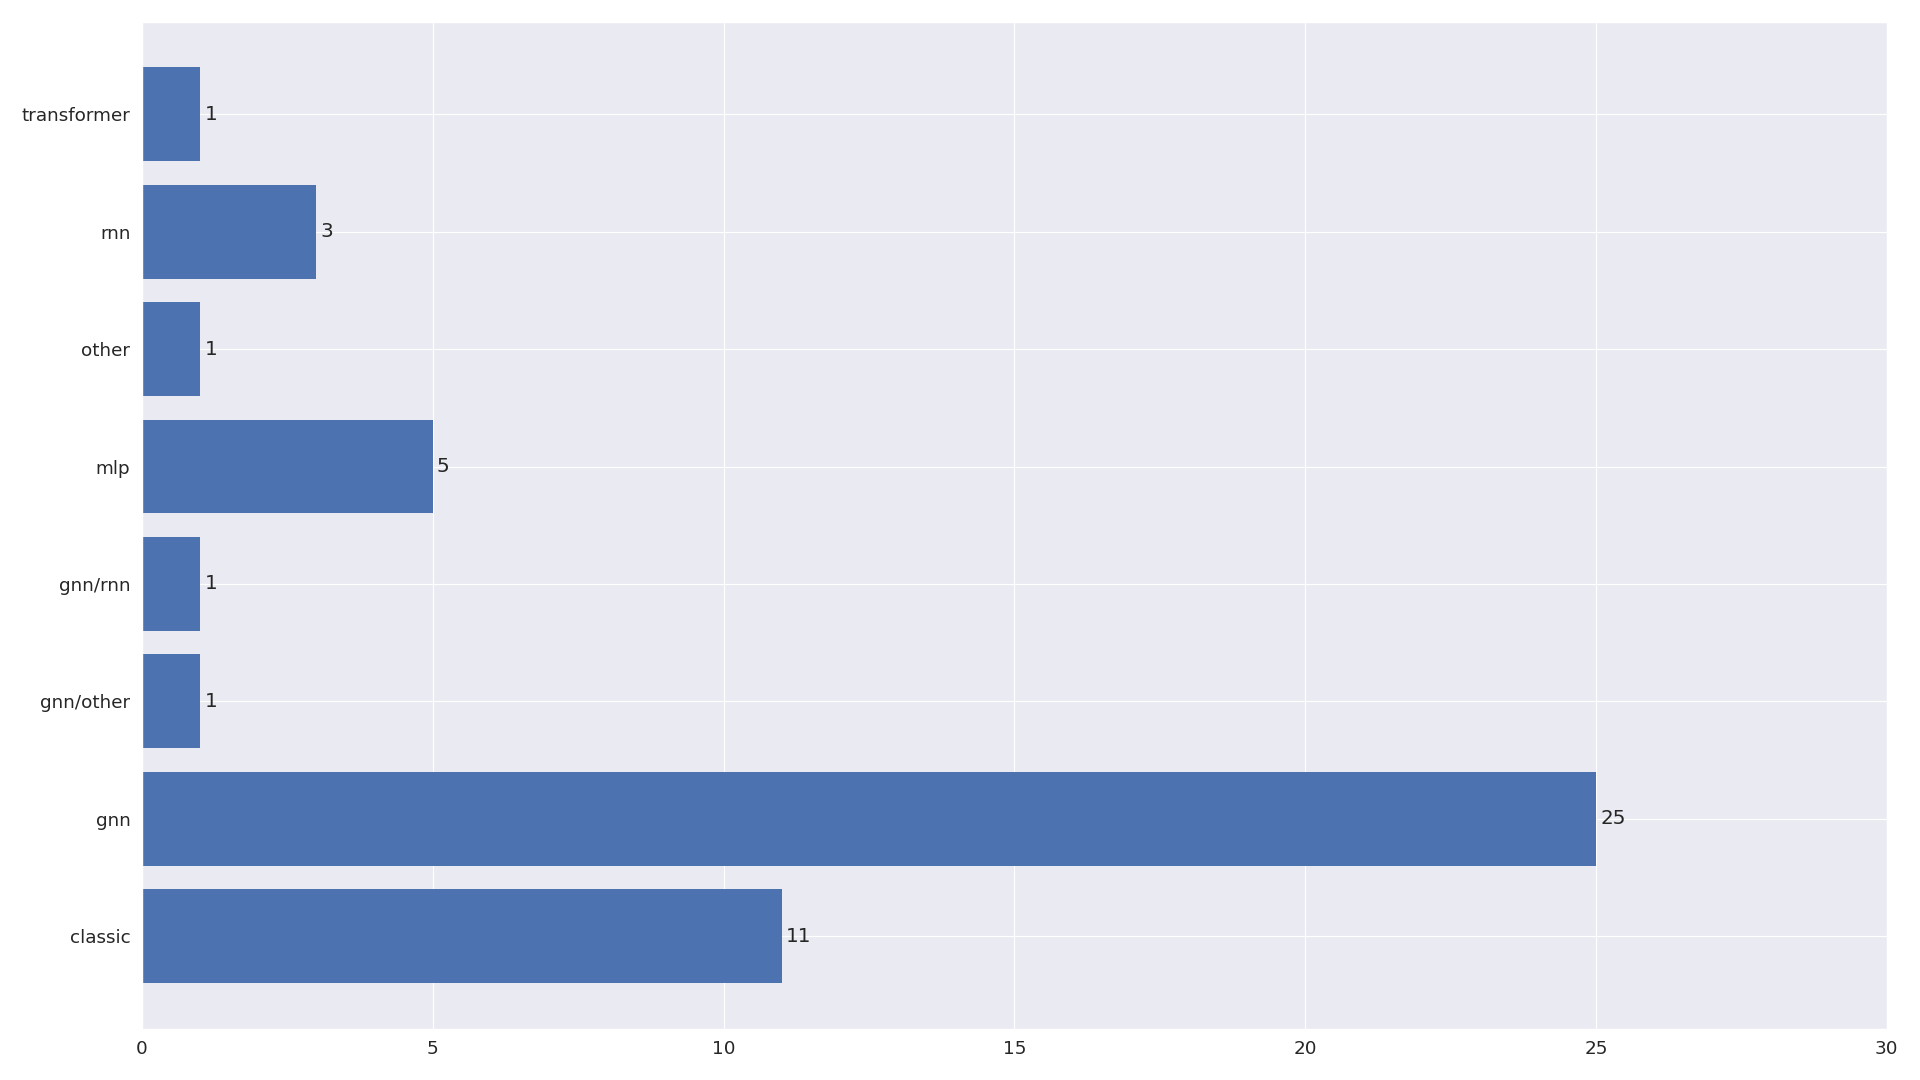 transformer 1
rnn 3
other 1
mlp 5
gnn/rnn 1
gnn/other 1
gnn 25
classic 11
0 5 10 15 20 25 30